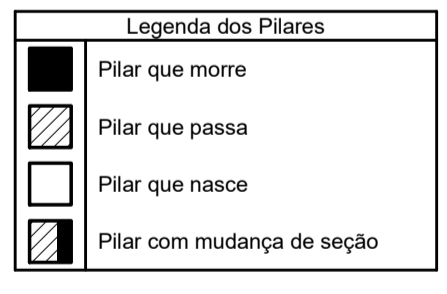 Legenda dos Pilares
Pilar que morre
Pilar que passa
Pilar que nasce
Pilar com mudança de seção